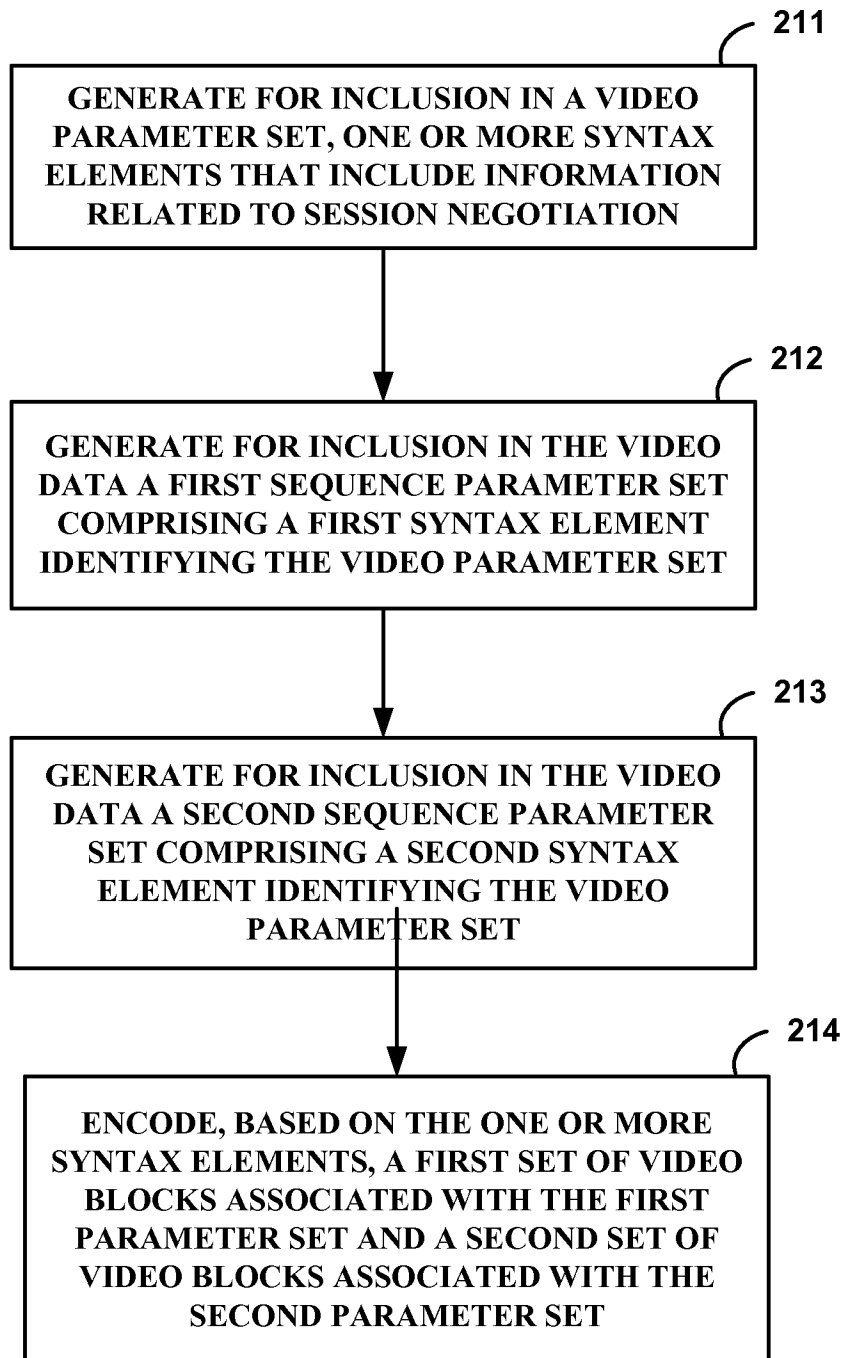 211
GENERATE FOR INCLUSION IN A VIDEO
PARAMETER SET, ONE OR MORE SYNTAX
ELEMENTS THAT INCLUDE INFORMATION
RELATED TO SESSION NEGOTIATION
212
GENERATE FOR INCLUSION IN THE VIDEO
DATA A FIRST SEQUENCE PARAMETER SET
COMPRISING A FIRST SYNTAX ELEMENT
IDENTIFYING THE VIDEO PARAMETER SET
213
GENERATE FOR INCLUSION IN THE VIDEO
DATA A SECOND SEQUENCE PARAMETER
SET COMPRISING A SECOND SYNTAX
ELEMENT IDENTIFYING THE VIDEO
PARAMETER SET
214
ENCODE, BASED ON THE ONE OR MORE
SYNTAX ELEMENTS, A FIRST SET OF VIDEO
BLOCKS ASSOCIATED WITH THE FIRST
PARAMETER SET AND A SECOND SET OF
VIDEO BLOCKS ASSOCIATED WITH THE
SECOND PARAMETER SET